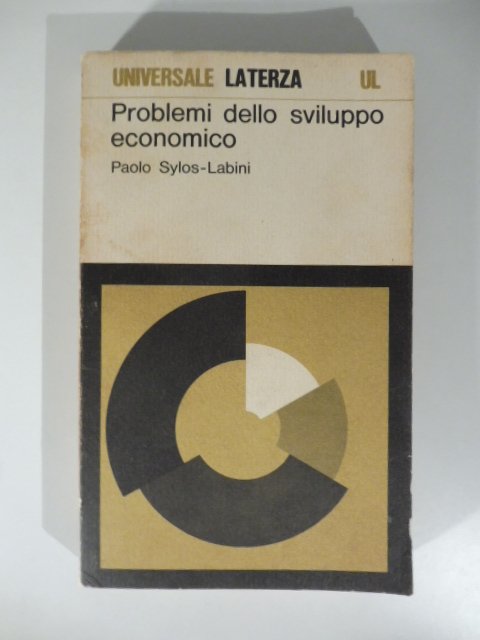 UNIVERSALE LATERZA UL
Problemi dello sviluppo
economico
Paolo Sylos-Labini